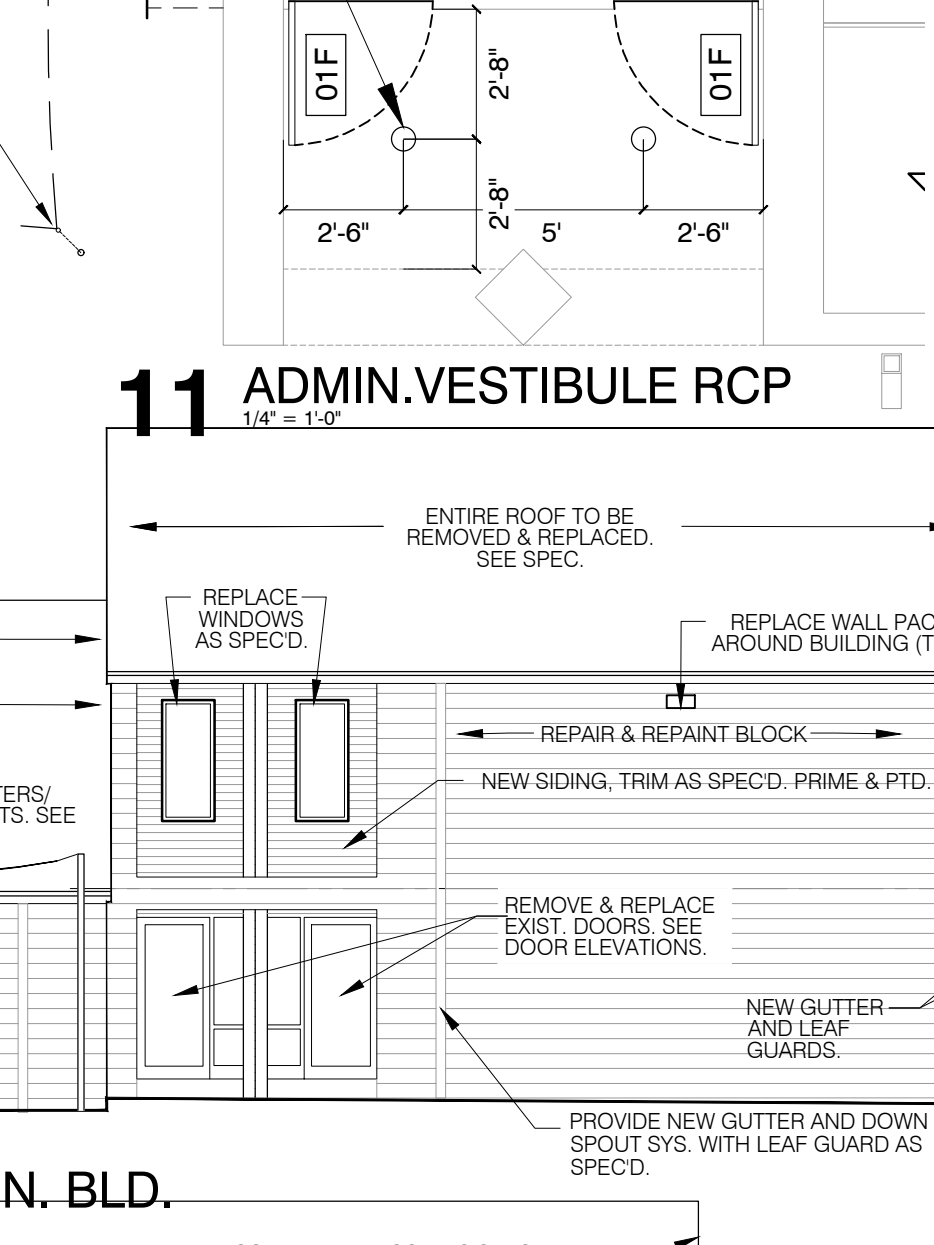 01F
01F
2'-8"
2'-8"
2'-6"
5'
2'-6"
11
ADMIN.VESTIBULE RCP
1/4" = 1'-0"
ENTIRE ROOF TO BE
REMOVED & REPLACED.
SEE SPEC.
REPLACE
WINDOWS
AS SPEC'D.
REPLACE WALL PAC
AROUND BUILDING (T
REPAIR & REPAINT BLOCK
NEW SIDING, TRIM AS SPEC'D. PRIME & PTD.
TERS/
TS. SEE
REMOVE & REPLACE
EXIST. DOORS. SEE
DOOR ELEVATIONS.
NEW GUTTER
AND LEAF
GUARDS.
PROVIDE NEW GUTTER AND DOWN
SPOUT SYS. WITH LEAF GUARD AS
SPEC'D.
N. BLD.